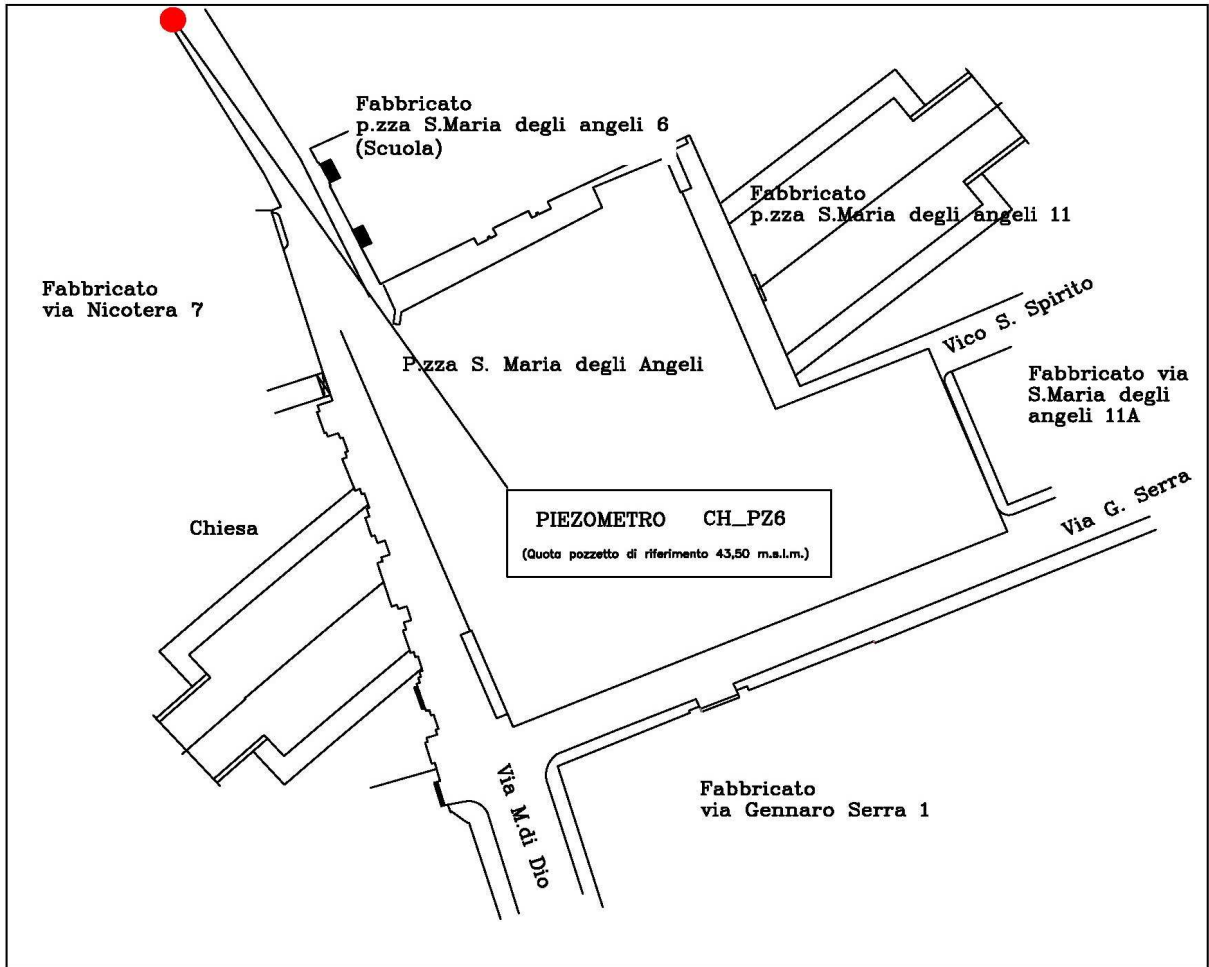 Fabbricato
p.zza S.Maria degli angeli 6
(Scuola)
Fabbricato
p.zza S.Maria degli angeli 11
Fabbricato
via Nicotera 7
Vico S. Spirito
P.zza S. Maria degli Angeli
Fabbricato via
S.Maria degli
angeli 11A
Via G. Serra
Chiesa
PIEZOMETRO CH_PZ6
(Quota pozzetto di riferimento 43,50 m.s.l.m.)
Via M.di Dio
Fabbricato
via Gennaro Serra 1